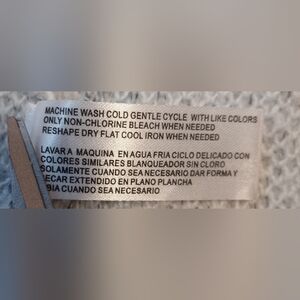 MACHINE WASH COLD GENTLE CYCLE WITH LIKE COLORS
ONLY NON-CHLORINE BLEACH WHEN NEEDED
RESHAPE DRY FLAT COOL IRON WHEN NEEDED
LAVAR A MAQUINA EN AGUA FRIA CICLO DELICADO CON
COLORES SIMILARES BLANQUEADOR SIN CLORO
SOLAMENTE CUANDO SEA NECESARIO DAR FORMA Y
ECAR EXTENDIDO EN PLANO PLANCHA
BIA CUANDO SEA NECESARIO